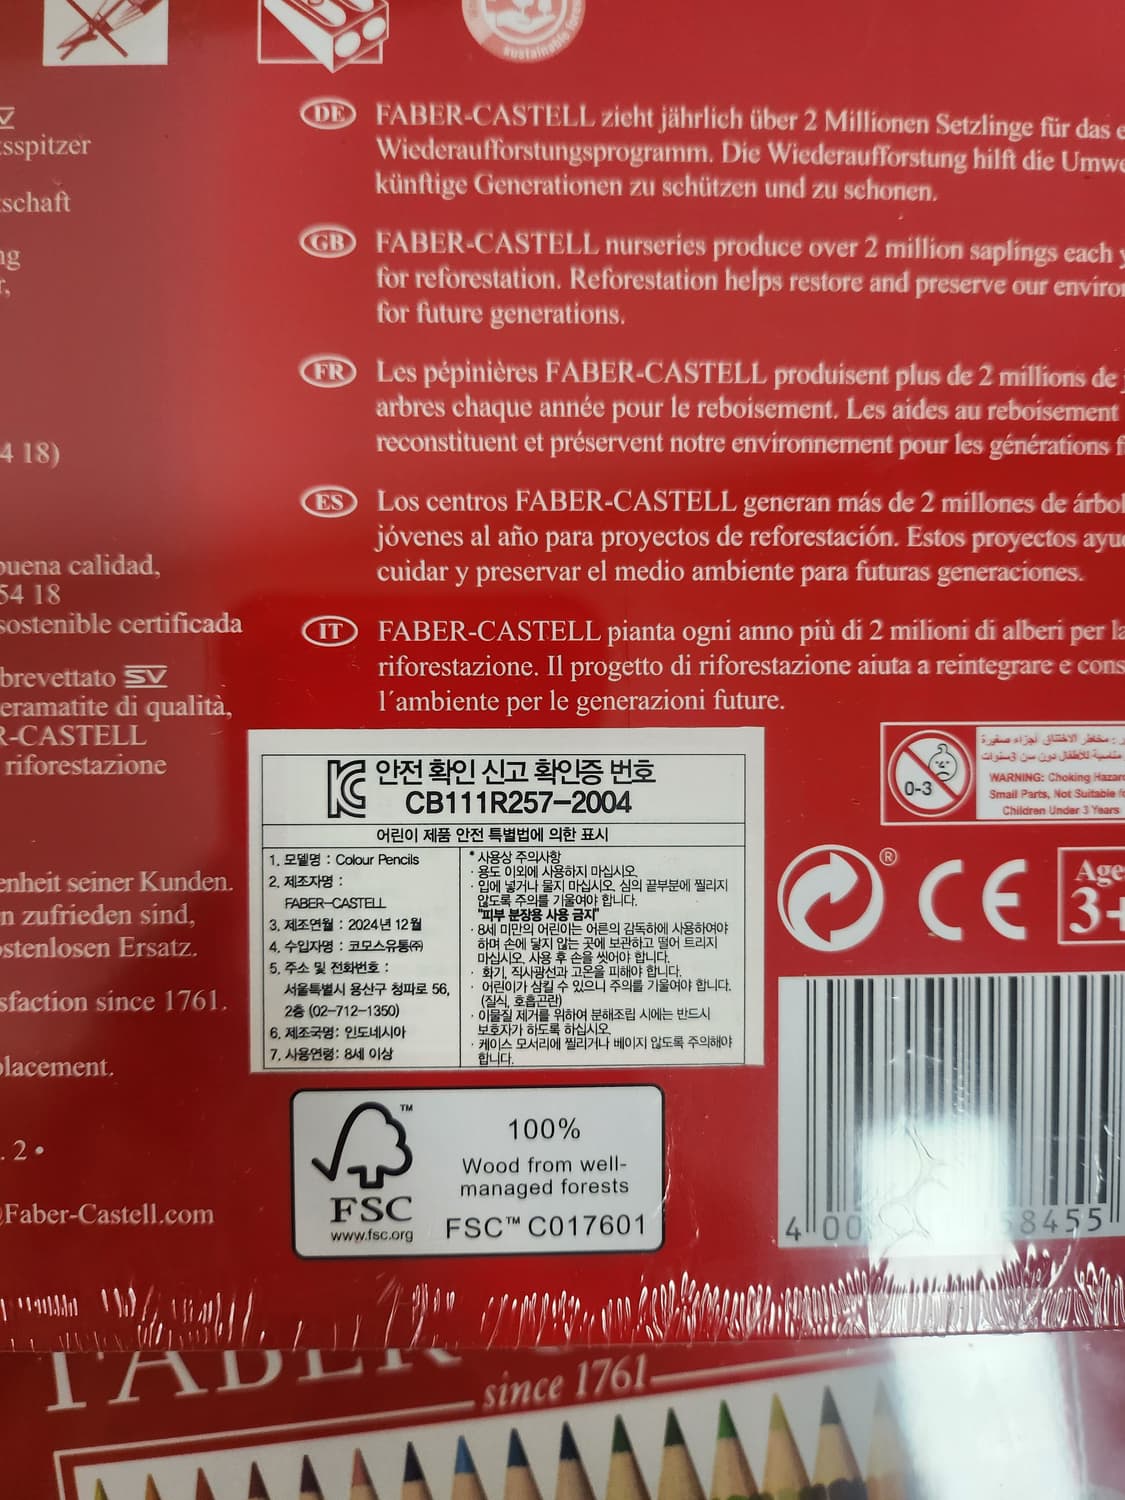 sustainable
SV
sspitzer
schaft
ng
4 18)
buena calidad,
54 18
sostenible certificada
brevettato SV
eramatite di qualità,
R-CASTELL
riforestazione
enheit seiner Kunden.
n zufrieden sind,
ostenlosen Ersatz.
sfaction since 1761.
placement.
. 2 •
@Faber-Castell.com
DE FABER-CASTELL zieht jährlich über 2 Millionen Setzlinge für das
Wiederaufforstungsprogramm. Die Wiederaufforstung hilft die Umwe
künftige Generationen zu schützen und zu schonen.
GB FABER-CASTELL nurseries produce over 2 million saplings each y
for reforestation. Reforestation helps restore and preserve our enviro
for future generations.
FR Les pépinières FABER-CASTELL produisent plus de 2 millions de
arbres chaque année pour le reboisement. Les aides au reboisement
reconstituent et préservent notre environnement pour les générations f
ES Los centros FABER-CASTELL generan más de 2 millones de árbol
jóvenes al año para proyectos de reforestación. Estos proyectos ayu
cuidar y preservar el medio ambiente para futuras generaciones.
IT FABER-CASTELL pianta ogni anno più di 2 milioni di alberi per la
riforestazione. Il progetto di riforestazione aiuta a reintegrare e cons
l´ambiente per le generazioni future.
안전 확인 신고 확인증 번호
CB111R257-2004
어린이 제품 안전 특별법에 의한 표시
1. 모델명 : Colour Pencils
2. 제조자명 :
FABER-CASTELL
3. 제조연월 : 2024년 12월
4. 수입자명 : 코모스유통㈜
5. 주소 및 전화번호 :
서울특별시 용산구 청파로 56,
2층 (02-712-1350)
6. 제조국명: 인도네시아
7. 사용연령: 8세 이상
* 사용상 주의사항
· 용도 이외에 사용하지 마십시오.
· 입에 넣거나 물지 마십시오. 심의 끝부분에 찔리지
않도록 주의를 기울여야 합니다.
"피부 분장용 사용 금지"
· 8세 미만의 어린이는 어른의 감독하에 사용하여야
하며 손에 닿지 않는 곳에 보관하고 떨어 트리지
마십시오. 사용 후 손을 씻어야 합니다.
· 화기, 직사광선과 고온을 피해야 합니다.
· 어린이가 삼킬 수 있으니 주의를 기울여야 합니다.
(질식, 호흡곤란)
· 이물질 제거를 위하여 분해조립 시에는 반드시
보호자가 하도록 하십시오.
· 케이스 모서리에 찔리거나 베이지 않도록 주의해야
합니다.
0-3
مخاطر الاختناق أجزاء صغيرة
مناسبة للأطفال دون سن 3 سنوات
WARNING: Choking Hazar
Small Parts, Not Suitable f
Children Under 3 Years
®
CE
Age
3+
FSC
™
www.fsc.org
100%
Wood from well-
managed forests
FSC™ C017601
4 00 58455
FABER
since 1761